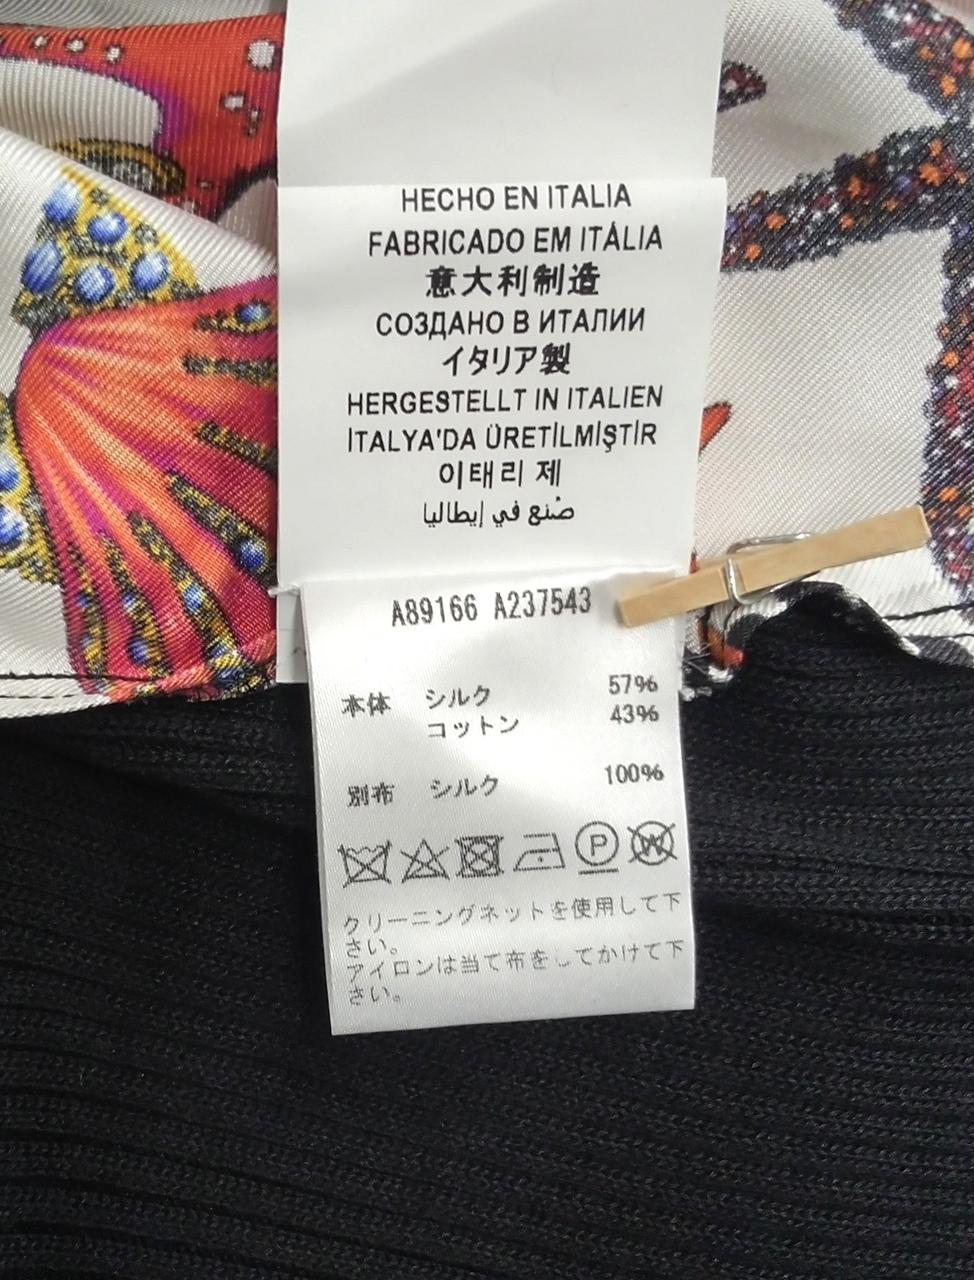 HECHO EN ITALIA
FABRICADO EM ITÁLIA
意大利制造
СОЗДАНО В ИТАЛИИ
イタリア製
HERGESTELLT IN ITALIEN
İTALYA'DA ÜRETİLMİŞTİR
이태리 제
صُنع في إيطاليا
A89166 A237543
本体 シルク 57%
コットン 43%
別布 シルク 100%
P W
クリーニングネットを使用して下
さい。
アイロンは当て布をしてかけて下
さい。